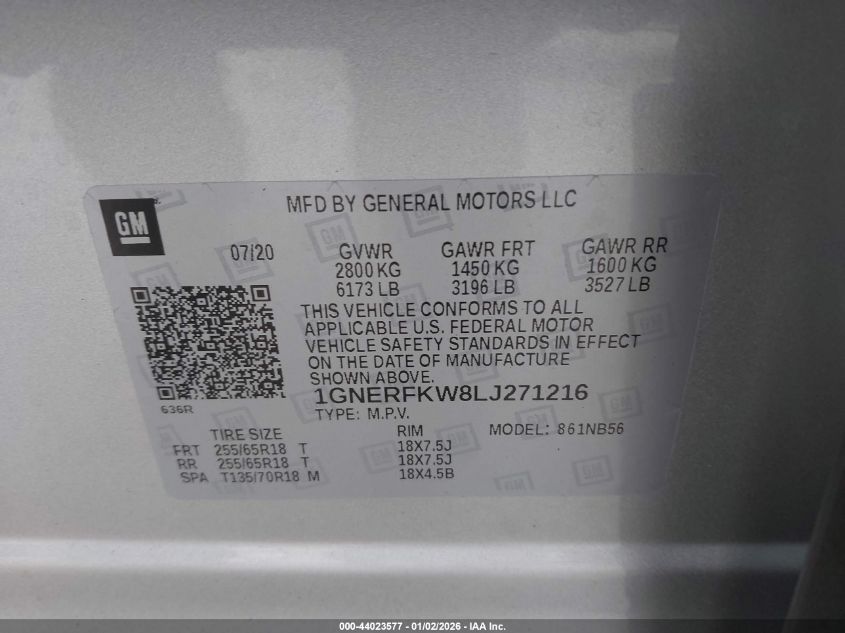 GM
MFD BY GENERAL MOTORS LLC
07/20 GVWR GAWR FRT GAWR RR
2800 KG 1450 KG 1600 KG
6173 LB 3196 LB 3527 LB
THIS VEHICLE CONFORMS TO ALL
APPLICABLE U.S. FEDERAL MOTOR
VEHICLE SAFETY STANDARDS IN EFFECT
ON THE DATE OF MANUFACTURE
SHOWN ABOVE.
1GNERFKW8LJ271216
636R
TYPE: M.P.V.
TIRE SIZE RIM MODEL: 861NB56
FRT 255/65R18 T 18X7.5J
RR 255/65R18 T 18X7.5J
SPA T135/70R18 M 18X4.5B
000-44023577 - 01/02/2026 - IAA Inc.